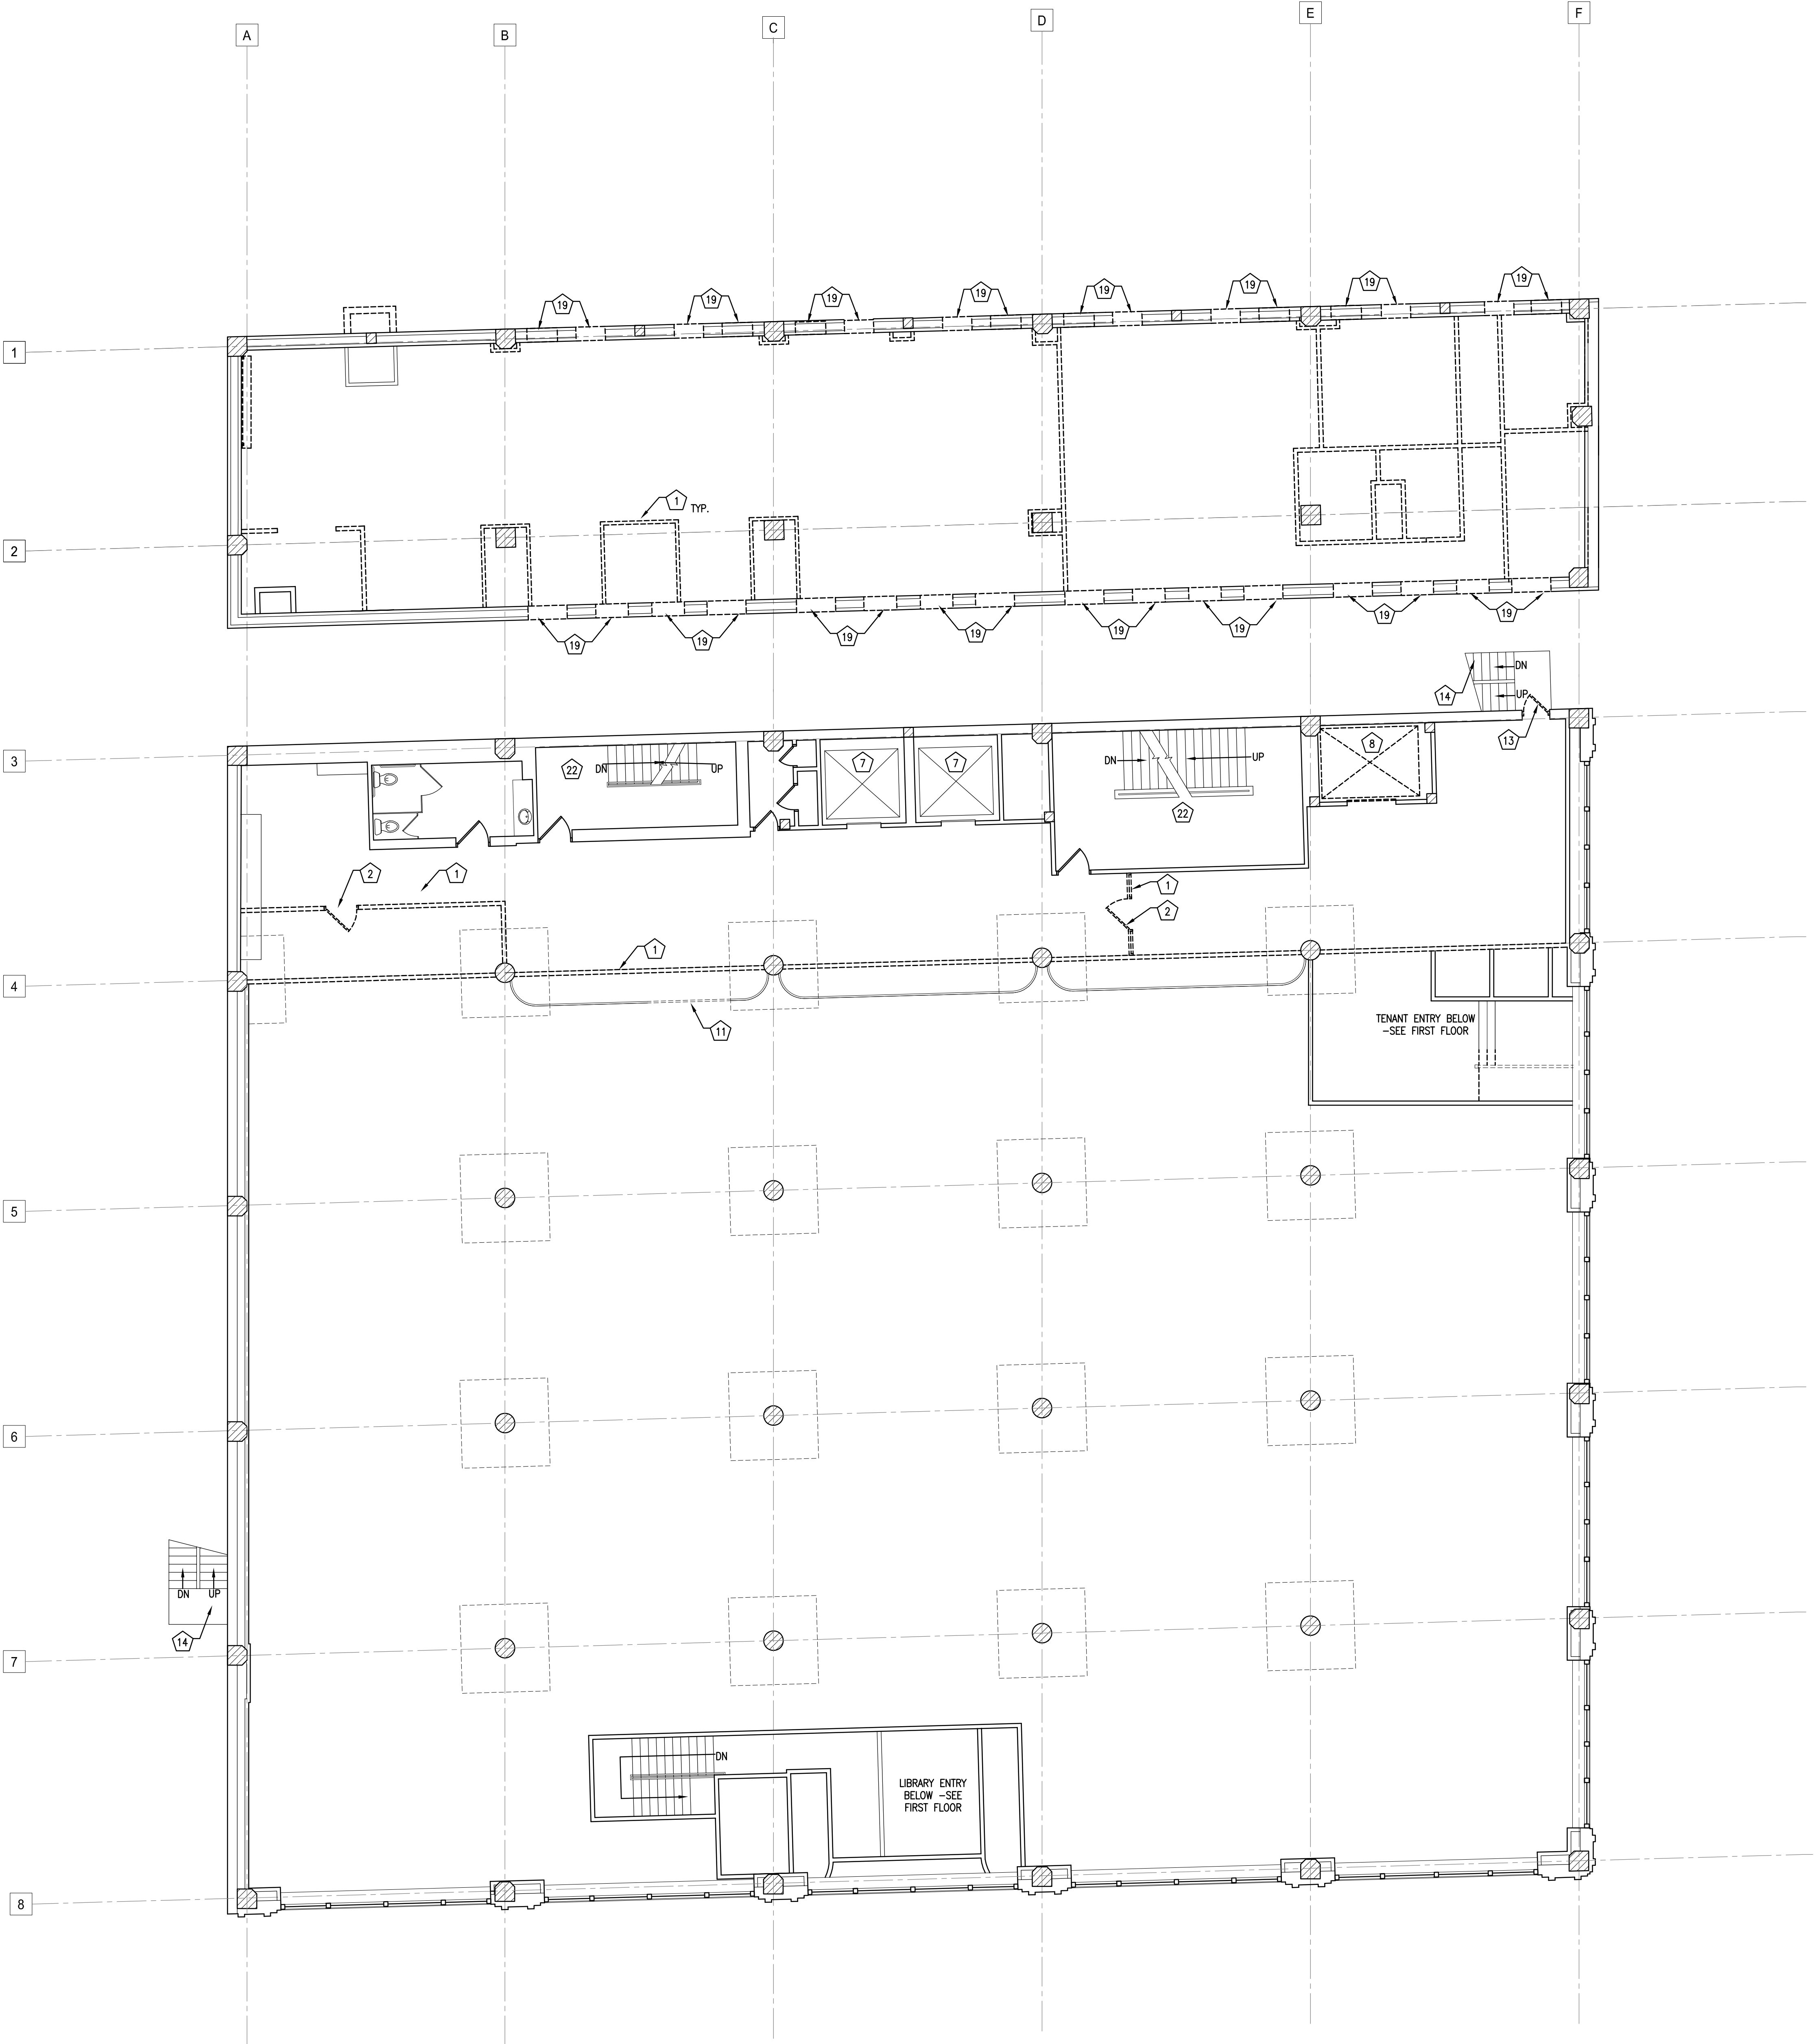 A
B
C
D
E
F
19
19
19
19
19
19
19
19
1
1
TYP.
2
19
19
19
19
19
19
19
19
14
DN
UP
13
3
22
DN
UP
7
7
DN
UP
22
8
2
1
1
2
1
4
11
TENANT ENTRY BELOW
-SEE FIRST FLOOR
5
6
DN
UP
14
7
DN
LIBRARY ENTRY
BELOW -SEE
FIRST FLOOR
8